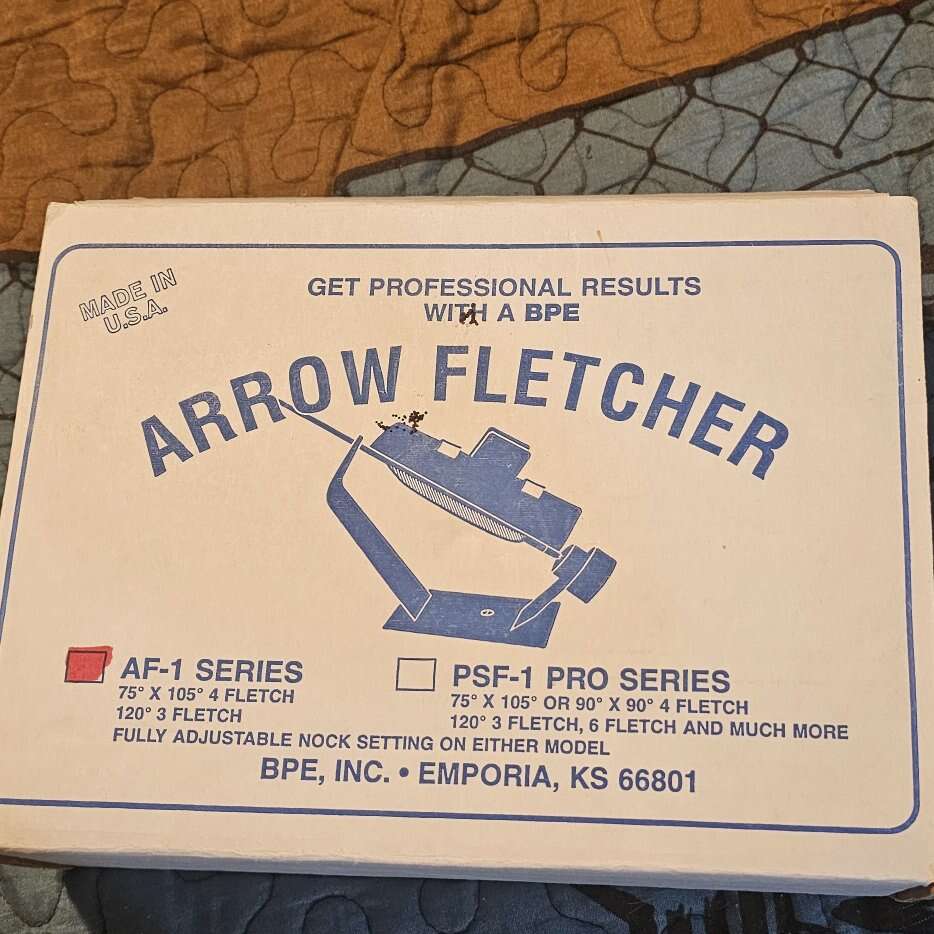 MADE IN
U.S.A.
GET PROFESSIONAL RESULTS
WITH A BPE
ARROW FLETCHER
AF-1 SERIES
75° X 105° 4 FLETCH
120° 3 FLETCH
PSF-1 PRO SERIES
75° X 105° OR 90° X 90° 4 FLETCH
120° 3 FLETCH, 6 FLETCH AND MUCH MORE
FULLY ADJUSTABLE NOCK SETTING ON EITHER MODEL
BPE, INC. • EMPORIA, KS 66801